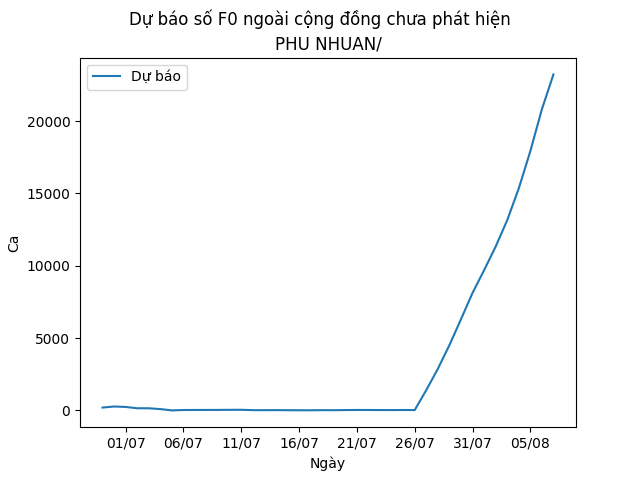 Dự báo số F0 ngoài cộng đồng chưa phát hiện
PHU NHUAN/
Dự báo
Ca
20000
15000
10000
5000
0
01/07 06/07 11/07 16/07 21/07 26/07 31/07 05/08
Ngày